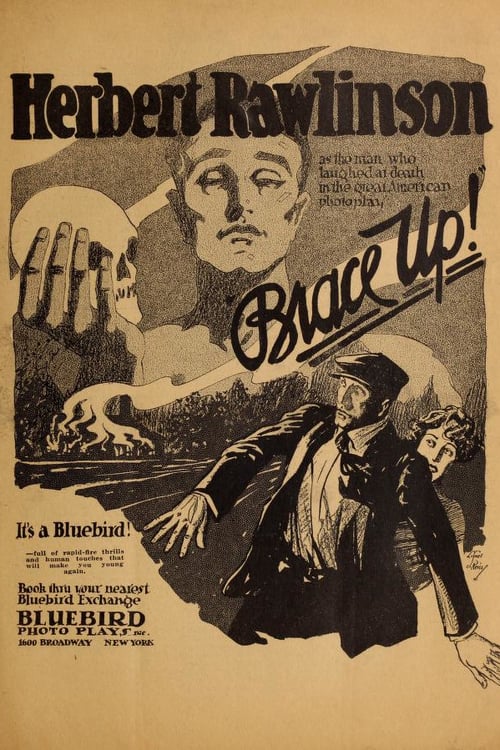 Herbert Rawlinson
as the man who
laughed at death
in the great American
photoplay
"Brace Up!"
It's a Bluebird!
—full of rapid-fire thrills
and human touches that
will make you young
again.
Book thru your nearest
Bluebird Exchange
BLUEBIRD
PHOTO PLAYS, Inc.
1600 BROADWAY NEW YORK